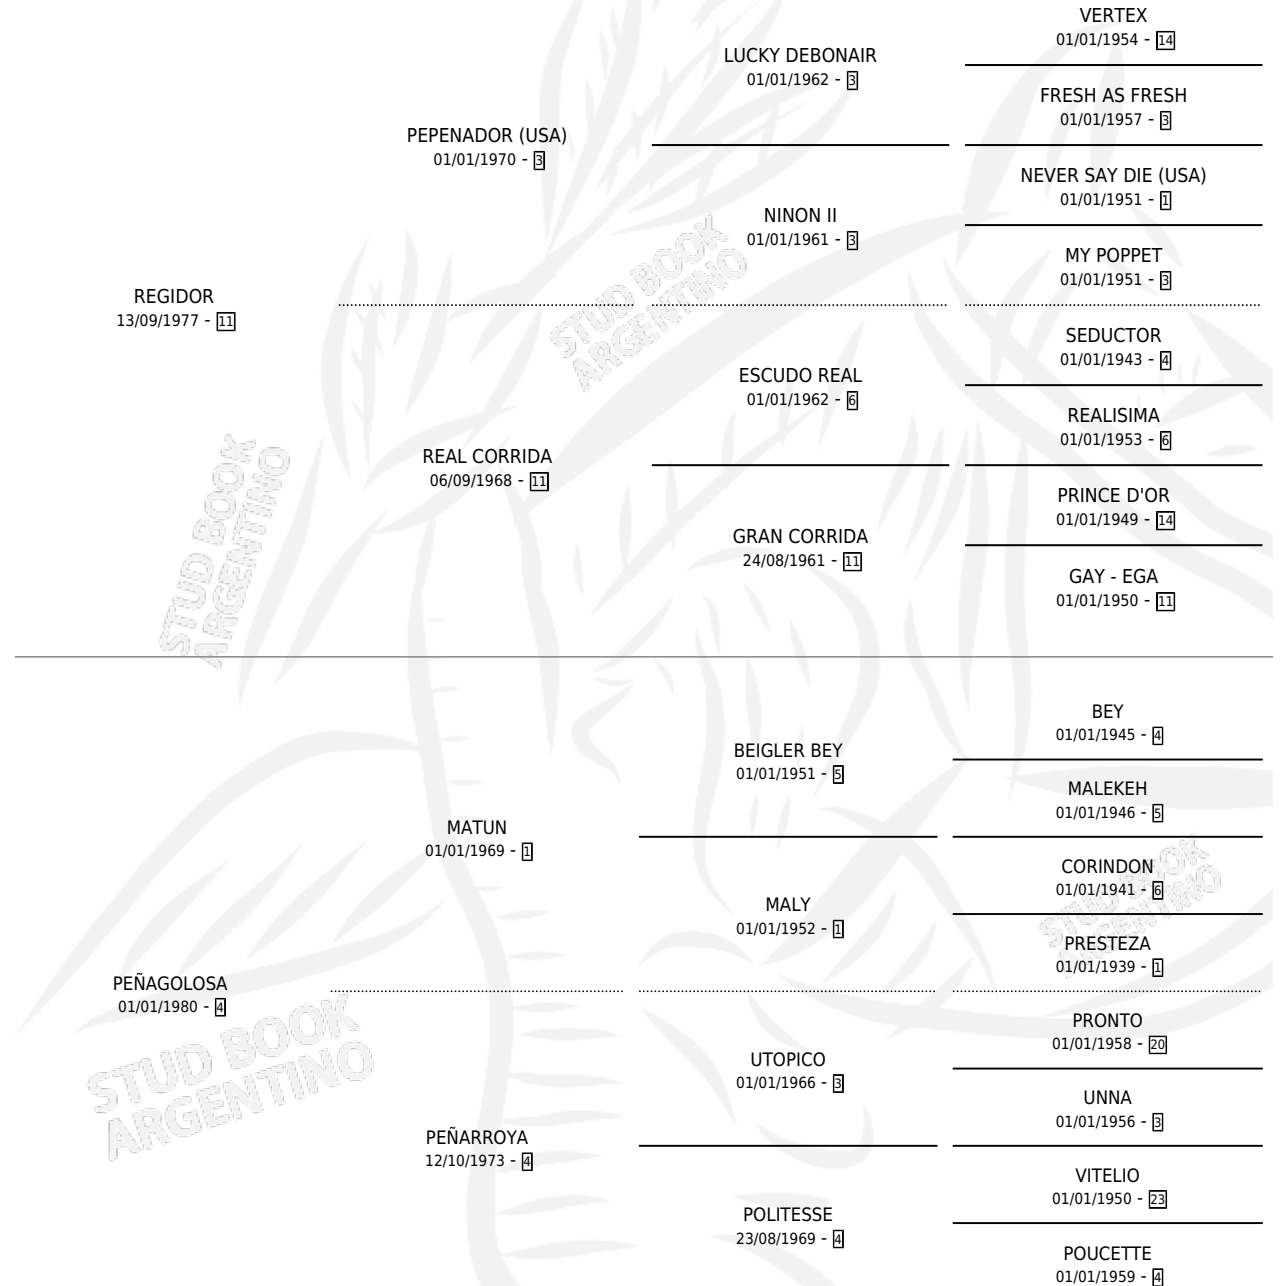 VERTEX
01/01/1954 - 14
LUCKY DEBONAIR
01/01/1962 - 3
FRESH AS FRESH
01/01/1957 - 3
PEPENADOR (USA)
01/01/1970 - 3
NEVER SAY DIE (USA)
01/01/1951 - 1
NINON II
01/01/1961 - 3
MY POPPET
01/01/1951 - 3
REGIDOR
13/09/1977 - 11
SEDUCTOR
01/01/1943 - 4
ESCUDO REAL
01/01/1962 - 6
REALISIMA
01/01/1953 - 6
REAL CORRIDA
06/09/1968 - 11
PRINCE D'OR
01/01/1949 - 14
GRAN CORRIDA
24/08/1961 - 11
GAY - EGA
01/01/1950 - 11
BEY
01/01/1945 - 4
BEIGLER BEY
01/01/1951 - 5
MALEKEH
01/01/1946 - 5
MATUN
01/01/1969 - 1
CORINDON
01/01/1941 - 6
MALY
01/01/1952 - 1
PRESTEZA
01/01/1939 - 1
PEÑAGOLOSA
01/01/1980 - 4
PRONTO
01/01/1958 - 20
UTOPICO
01/01/1966 - 3
UNNA
01/01/1956 - 3
PEÑARROYA
12/10/1973 - 4
VITELIO
01/01/1950 - 23
POLITESSE
23/08/1969 - 4
POUCETTE
01/01/1959 - 4
STUD BOOK
ARGENTINO
STUD BOOK
ARGENTINO
STUD BOOK
ARGENTINO
STUD BOOK
ARGENTINO